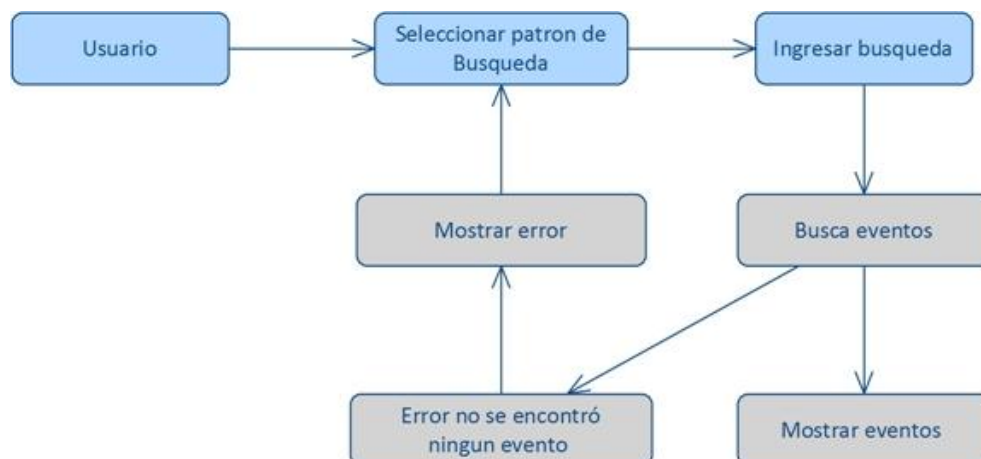 Usuario
Seleccionar patron de
Busqueda
Ingresar busqueda
Mostrar error
Busca eventos
Error no se encontró
ningun evento
Mostrar eventos